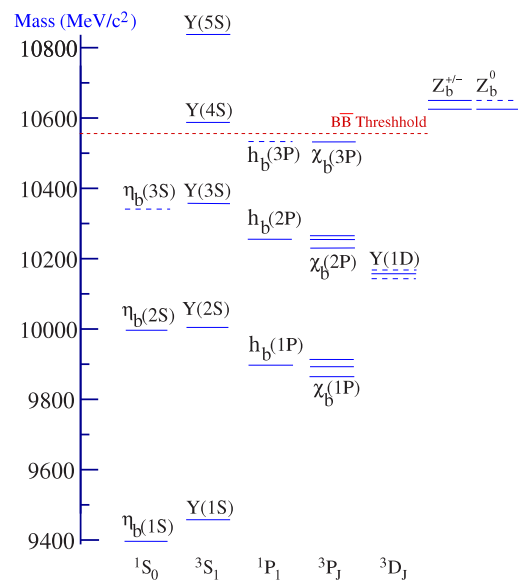 Mass (MeV/c²)
Υ(5S)
10800
Z_b^{+/-} Z_b^0
Υ(4S)
10600
BB̅ Threshhold
h_b(3P) χ_b(3P)
10400
η_b(3S) Υ(3S)
h_b(2P)
10200
χ_b(2P) Υ(1D)
η_b(2S) Υ(2S)
10000
h_b(1P)
9800
χ_b(1P)
9600
η_b(1S) Υ(1S)
9400
¹S₀ ³S₁ ¹P₁ ³P_J ³D_J